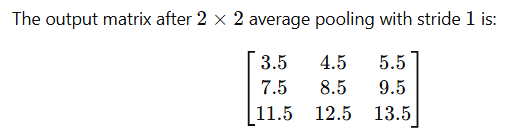 The output matrix after 2 × 2 average pooling with stride 1 is:
3.5 4.5 5.5
7.5 8.5 9.5
11.5 12.5 13.5